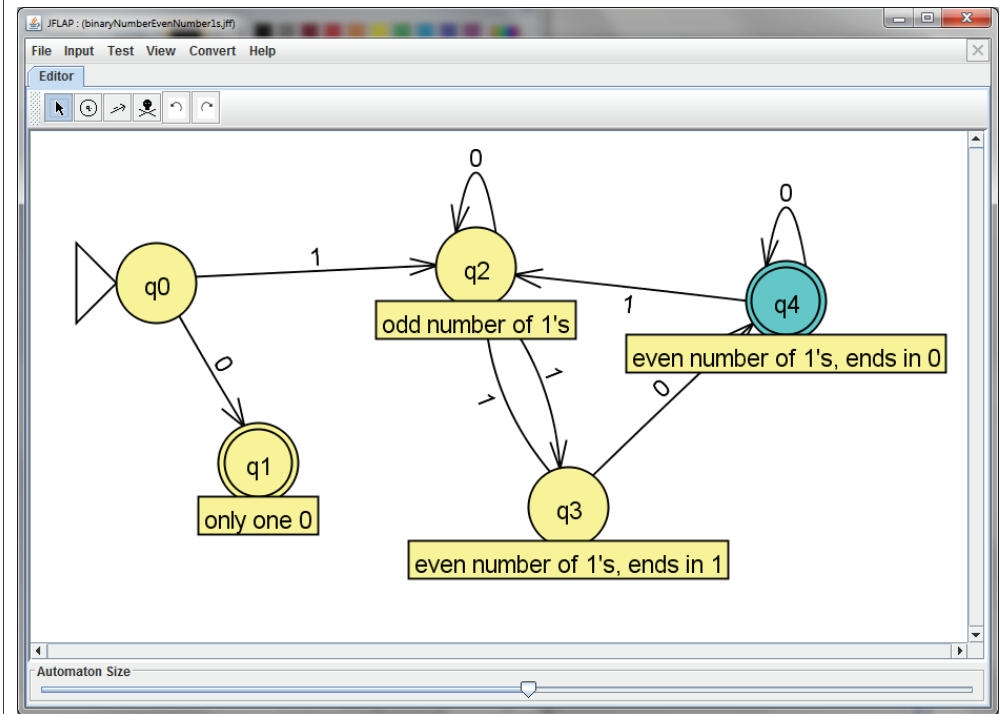 JFLAP : (binaryNumberEvenNumber1s.jff)
File Input Test View Convert Help
Editor
0
0
1
q0
q2
q4
odd number of 1's
1
even number of 1's, ends in 0
0
1
1
0
q1
only one 0
q3
even number of 1's, ends in 1
Automaton Size